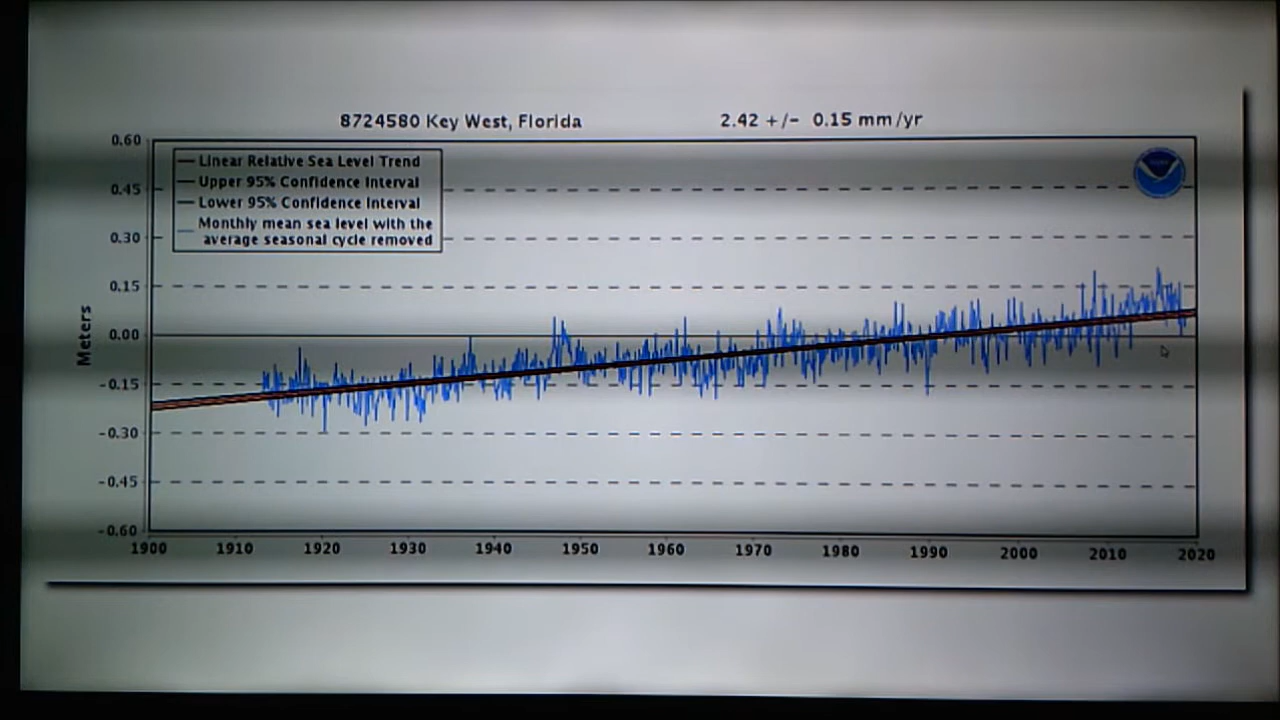 8724580 Key West, Florida 2.42 +/- 0.15 mm/yr
Linear Relative Sea Level Trend
Upper 95% Confidence Interval
Lower 95% Confidence Interval
Monthly mean sea level with the
average seasonal cycle removed
Meters
0.60
0.45
0.30
0.15
0.00
-0.15
-0.30
-0.45
-0.60
1900 1910 1920 1930 1940 1950 1960 1970 1980 1990 2000 2010 2020